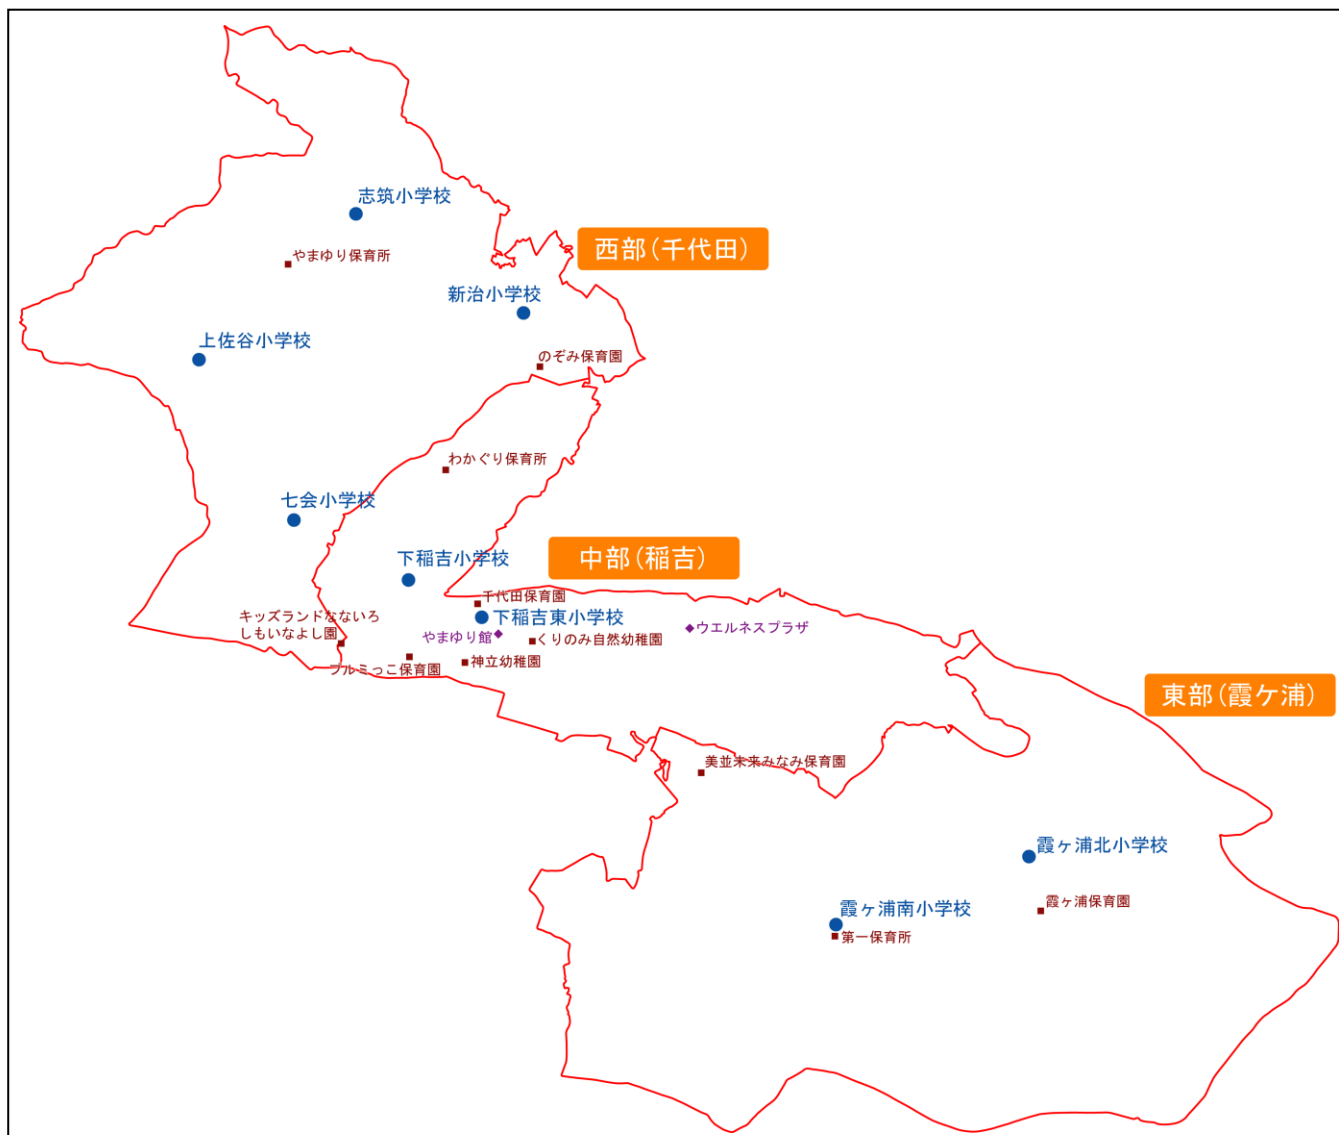 志筑小学校
西部(千代田)
やまゆり保育所
新治小学校
上佐谷小学校
のぞみ保育園
わかぐり保育所
七会小学校
下稲吉小学校
中部(稲吉)
千代田保育園
キッズランドなないろ
しもいなよし園
下稲吉東小学校
やまゆり館
くりのみ自然幼稚園
ウエルネスプラザ
プルミっこ保育園
神立幼稚園
東部(霞ケ浦)
美並未来みなみ保育園
霞ヶ浦北小学校
霞ヶ浦南小学校
霞ヶ浦保育園
第一保育所